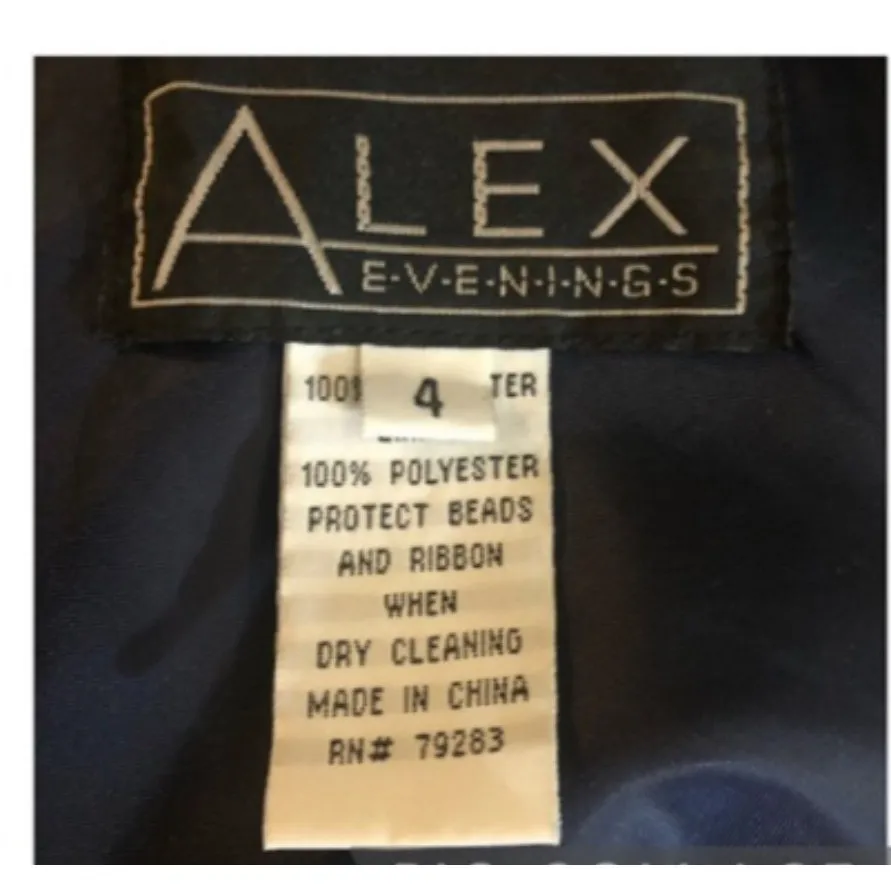 ALEX
E·V·E·N·I·N·G·S
4
100% TER
100% POLYESTER
PROTECT BEADS
AND RIBBON
WHEN
DRY CLEANING
MADE IN CHINA
RN# 79283